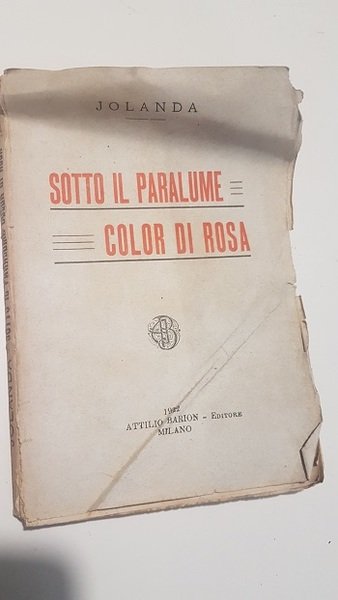 JOLANDA
SOTTO IL PARALUME
COLOR DI ROSA
1922
ATTILIO BARION - EDITORE
MILANO